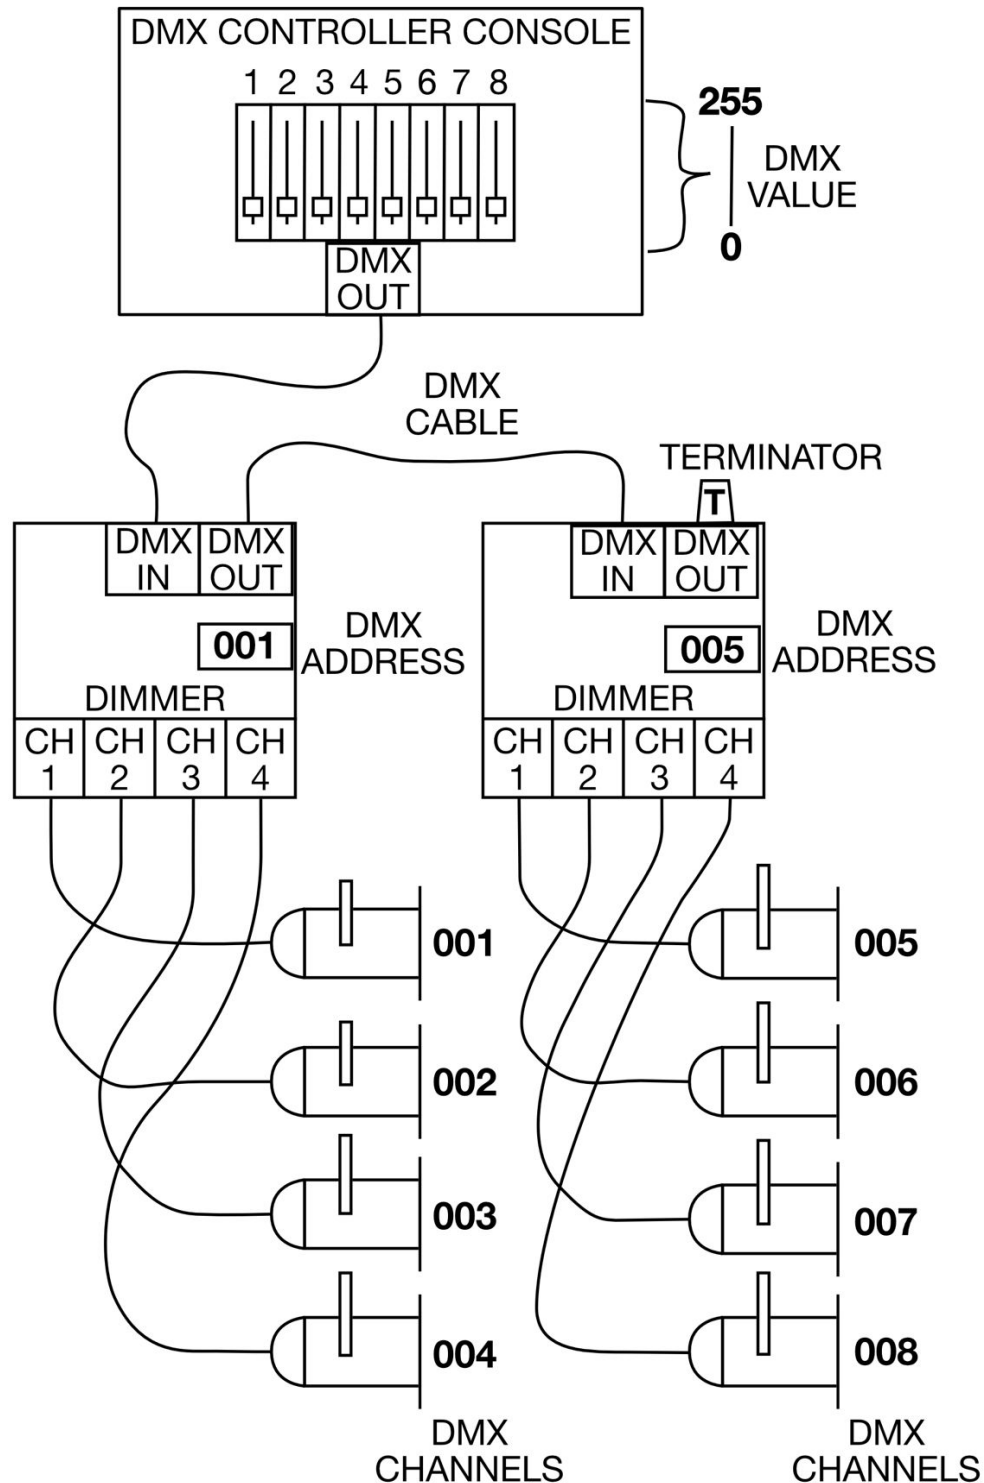 DMX CONTROLLER CONSOLE
1 2 3 4 5 6 7 8
255
DMX
VALUE
0
DMX
OUT
DMX
CABLE
TERMINATOR
T
DMX
IN
DMX
OUT
001
DMX
ADDRESS
DIMMER
CH
1
CH
2
CH
3
CH
4
DMX
IN
DMX
OUT
005
DMX
ADDRESS
DIMMER
CH
1
CH
2
CH
3
CH
4
001
002
003
004
DMX
CHANNELS
005
006
007
008
DMX
CHANNELS